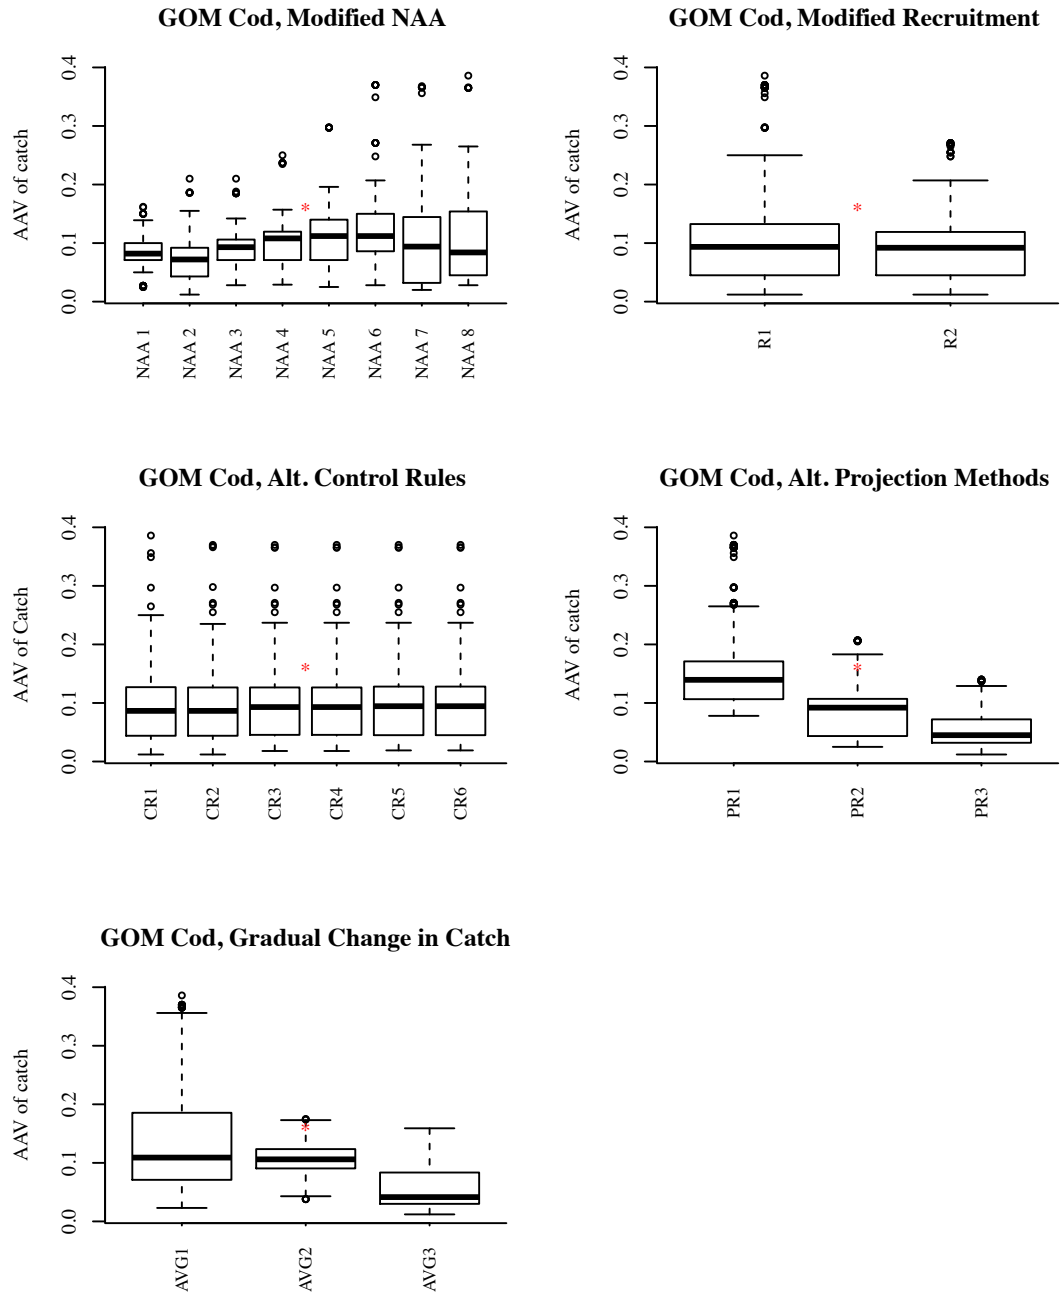 GOM Cod, Modified NAA
AAV of catch
0.4
0.3
0.2
0.1
0.0
*
NAA 1 NAA 2 NAA 3 NAA 4 NAA 5 NAA 6 NAA 7 NAA 8
GOM Cod, Modified Recruitment
AAV of catch
0.4
0.3
0.2
0.1
0.0
*
R1 R2
GOM Cod, Alt. Control Rules
AAV of Catch
0.4
0.3
0.2
0.1
0.0
*
CR1 CR2 CR3 CR4 CR5 CR6
GOM Cod, Alt. Projection Methods
AAV of catch
0.4
0.3
0.2
0.1
0.0
*
PR1 PR2 PR3
GOM Cod, Gradual Change in Catch
AAV of catch
0.4
0.3
0.2
0.1
0.0
*
AVG1 AVG2 AVG3